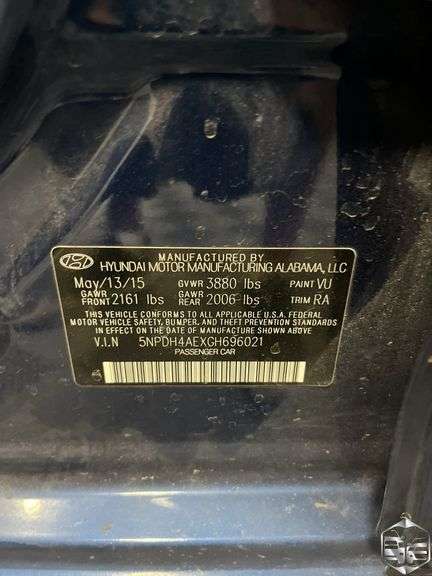 MANUFACTURED BY
HYUNDAI MOTOR MANUFACTURING ALABAMA, LLC
May/13/15 GVWR 3880 lbs PAINT VU
GAWR FRONT 2161 lbs GAWR REAR 2006 lbs TRIM RA
THIS VEHICLE CONFORMS TO ALL APPLICABLE U.S.A. FEDERAL
MOTOR VEHICLE SAFETY, BUMPER, AND THEFT PREVENTION
STANDARDS IN EFFECT ON THE DATE OF MANUFACTURE SHOWN ABOVE.
V.I.N 5NPDH4AEXGH696021
PASSENGER CAR